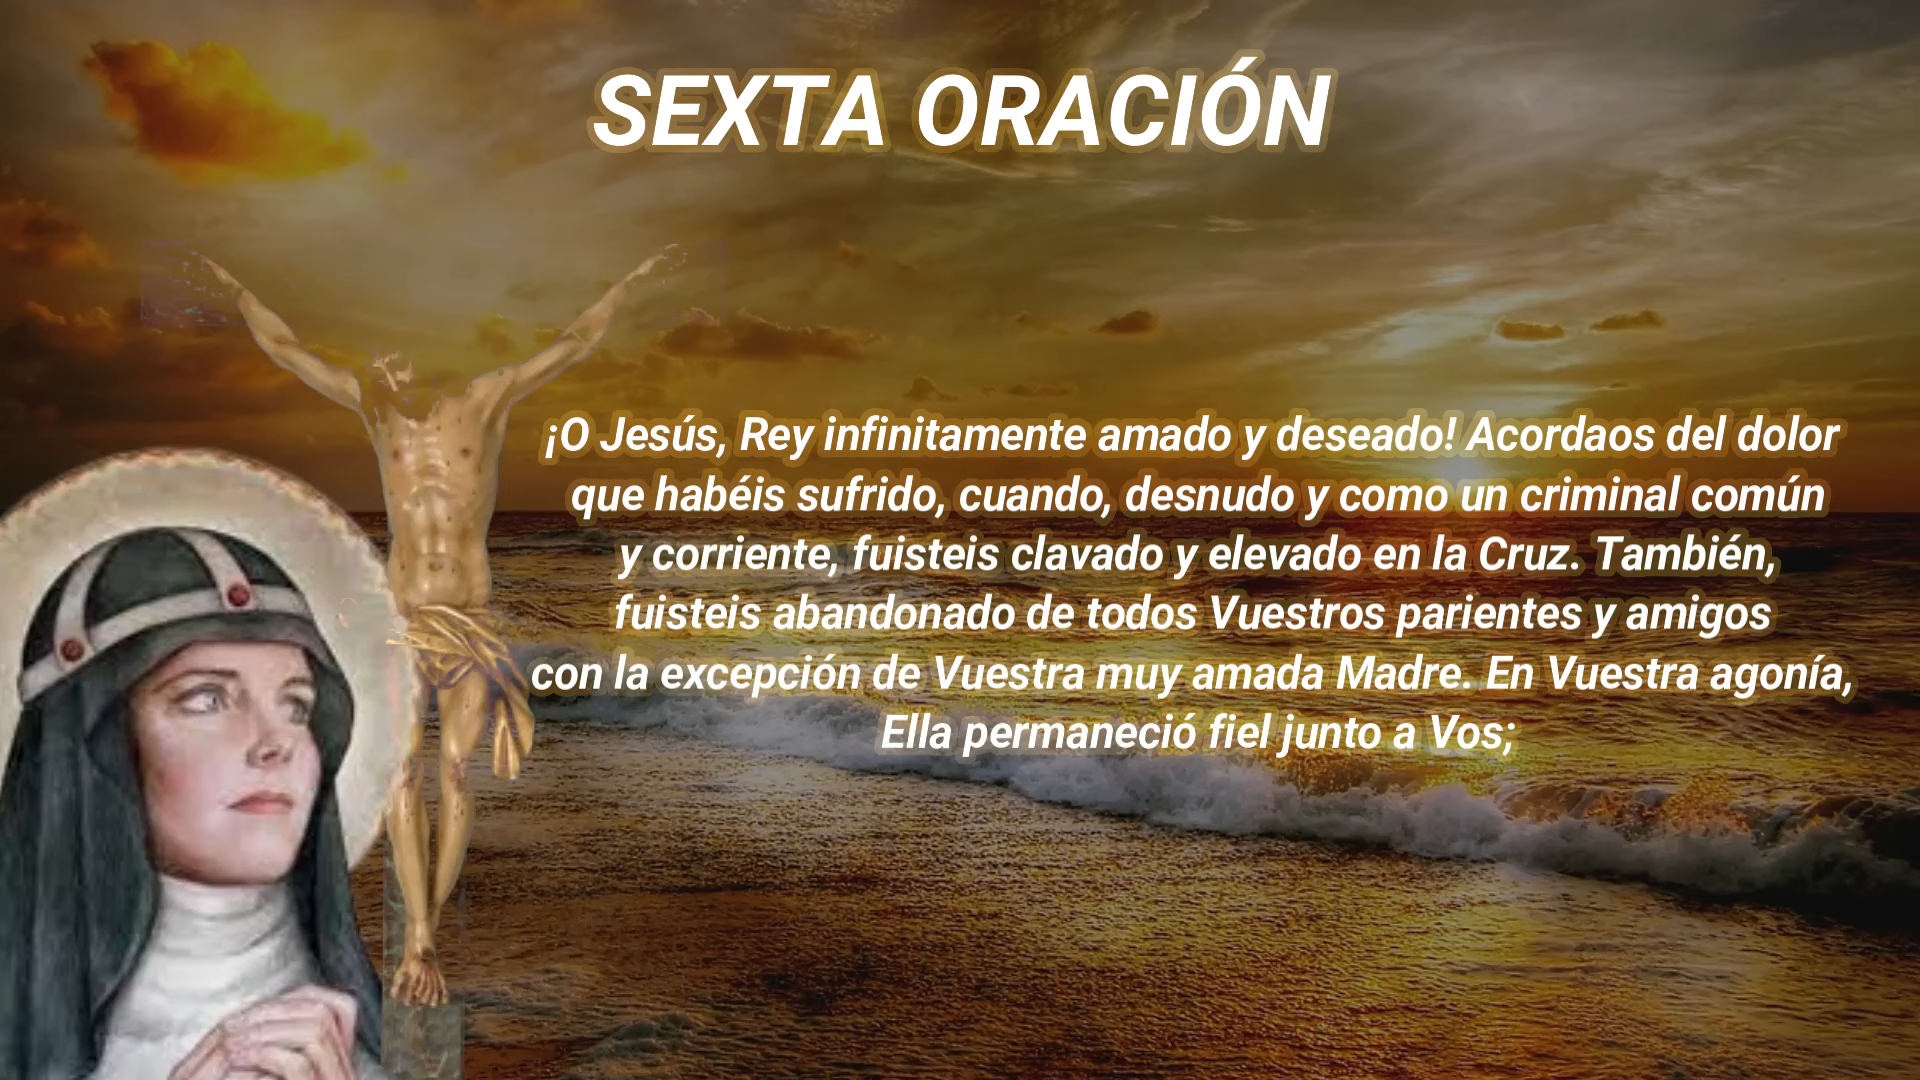 SEXTA ORACIÓN
¡O Jesús, Rey infinitamente amado y deseado! Acordaos del dolor
que habéis sufrido, cuando, desnudo y como un criminal común
y corriente, fuisteis clavado y elevado en la Cruz. También,
fuisteis abandonado de todos Vuestros parientes y amigos
con la excepción de Vuestra muy amada Madre. En Vuestra agonía,
Ella permaneció fiel junto a Vos;